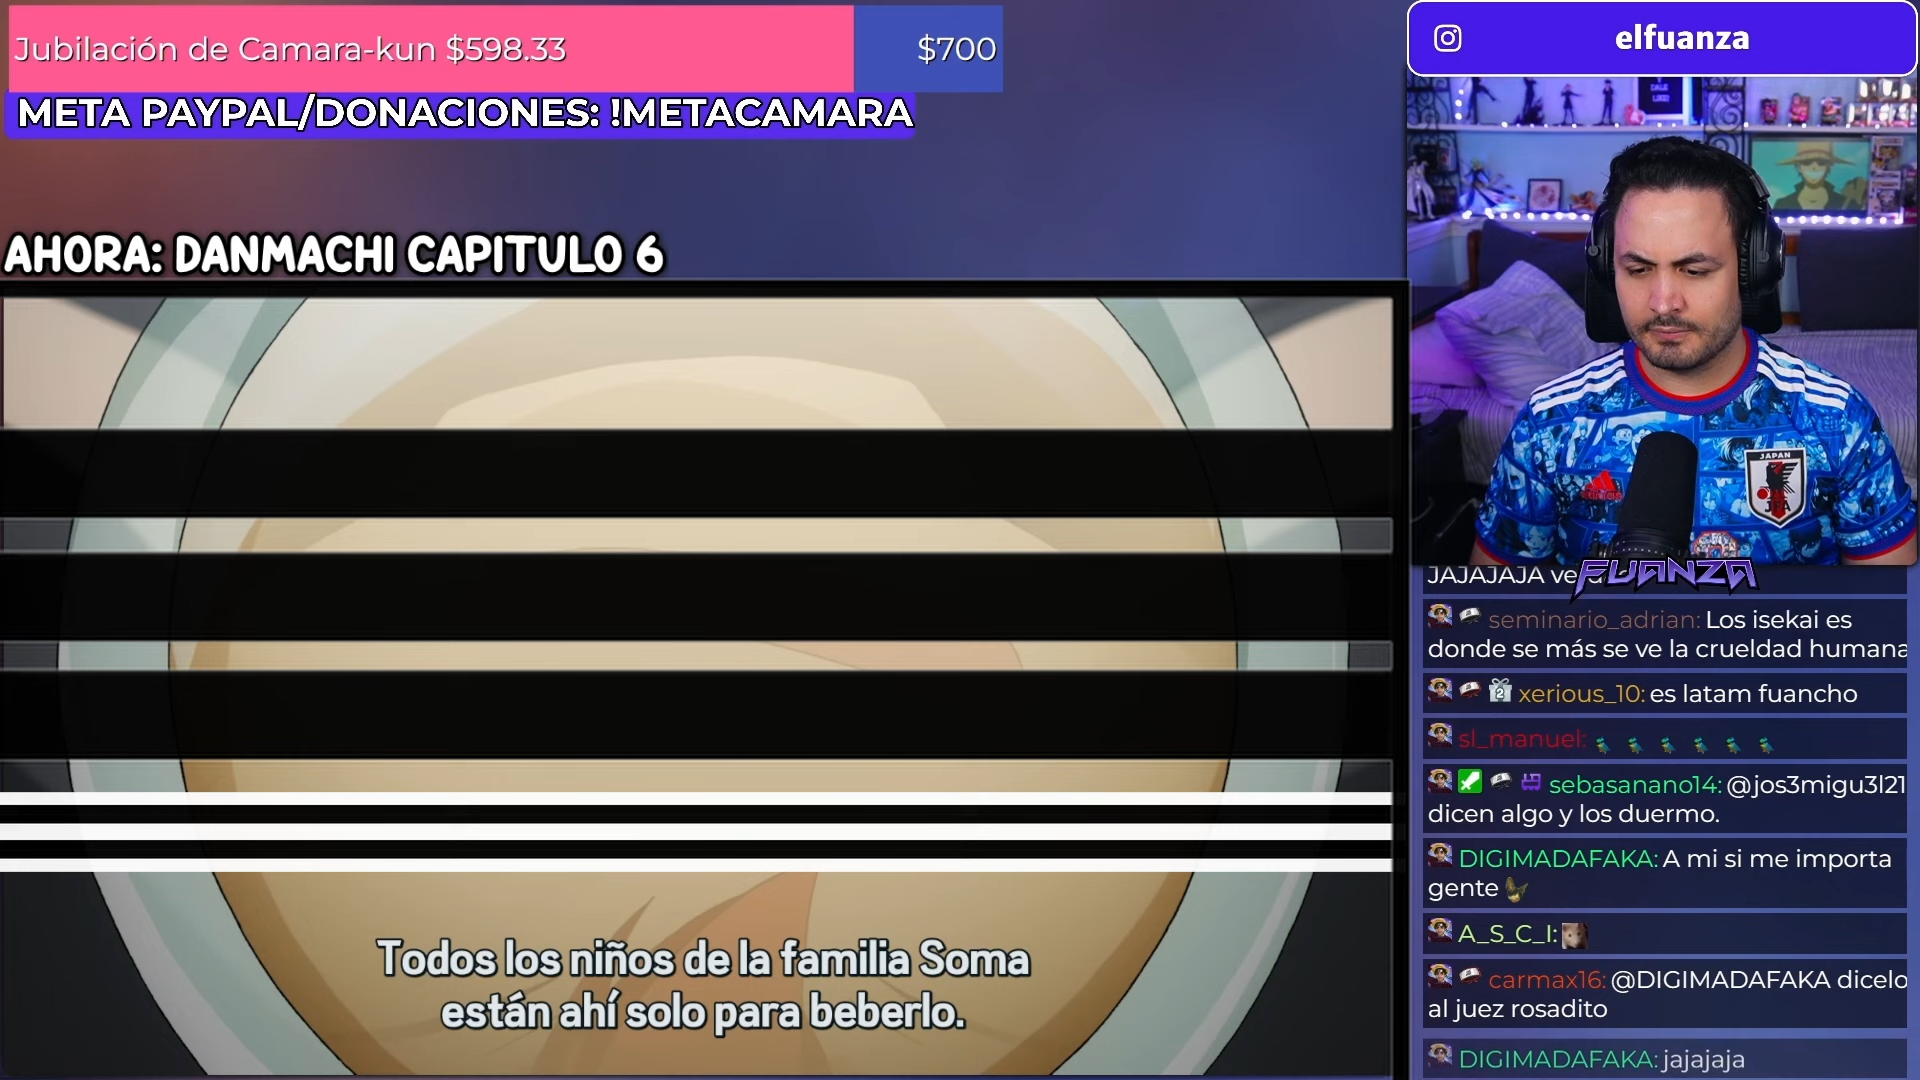 Jubilación de Camara-kun $598.33
$700
META PAYPAL/DONACIONES: !METACAMARA
AHORA: DANMACHI CAPITULO 6
Todos los niños de la familia Soma
están ahí solo para beberlo.
elfuanza
JAPAN
JFA
FUANZA
JAJAJAJA
seminario_adrian: Los isekai es
donde se más se ve la crueldad humana
xerious_10: es latam fuancho
sl_manuel:
sebasanano14: @jos3migu3l21
dicen algo y los duermo.
DIGIMADAFAKA: A mi si me importa
gente
A_S_C_I:
carmax16: @DIGIMADAFAKA dicelo
al juez rosadito
DIGIMADAFAKA: jajajaja